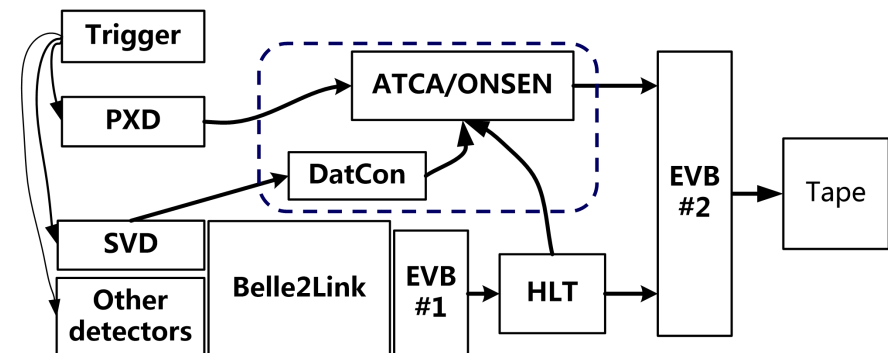 Trigger
ATCA/ONSEN
PXD
DatCon
EVB
#2
Tape
SVD
Belle2Link
EVB
#1
HLT
Other
detectors